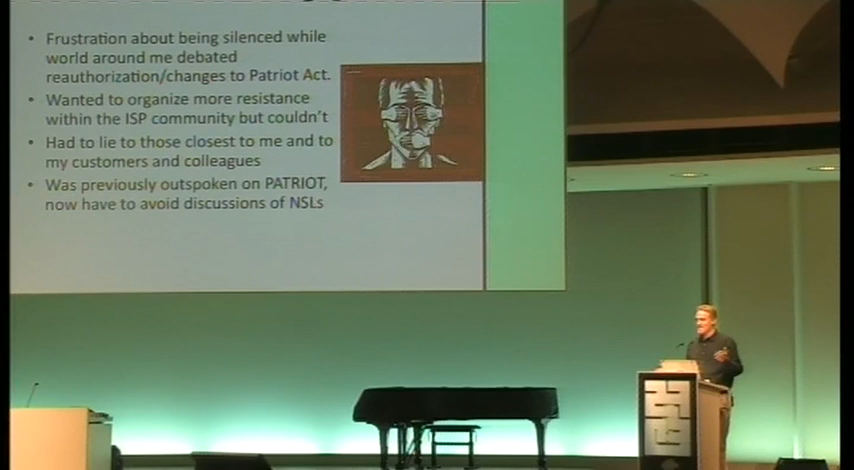 • Frustration about being silenced while
world around me debated
reauthorization/changes to Patriot Act.
• Wanted to organize more resistance
within the ISP community but couldn't
• Had to lie to those closest to me and to
my customers and colleagues
• Was previously outspoken on PATRIOT,
now have to avoid discussions of NSLs